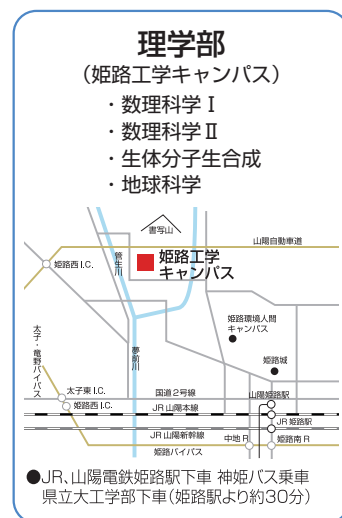 理学部
（姫路工学キャンパス）
・数理科学Ⅰ
・数理科学Ⅱ
・生体分子生合成
・地球科学
書写山
山陽自動車道
菅生川
姫路工学
キャンパス
姫路西I.C.
姫路環境人間
キャンパス
太子・竜野バイパス
夢前川
姫路城
太子東I.C.
国道2号線
山陽姫路駅
姫路西I.C.
JR山陽本線
JR姫路駅
JR山陽新幹線
中地R
姫路南R
姫路バイパス
●JR、山陽電鉄姫路駅下車 神姫バス乗車
県立大工学部下車（姫路駅より約30分）